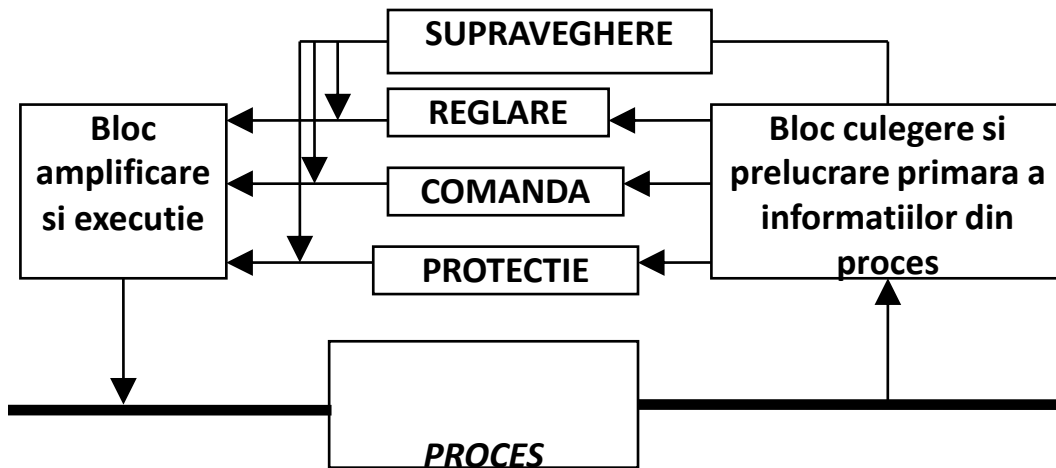 SUPRAVEGHERE
REGLARE
COMANDA
PROTECTIE
Bloc
amplificare
si executie
Bloc culegere si
prelucrare primara a
informatiilor din
proces
PROCES